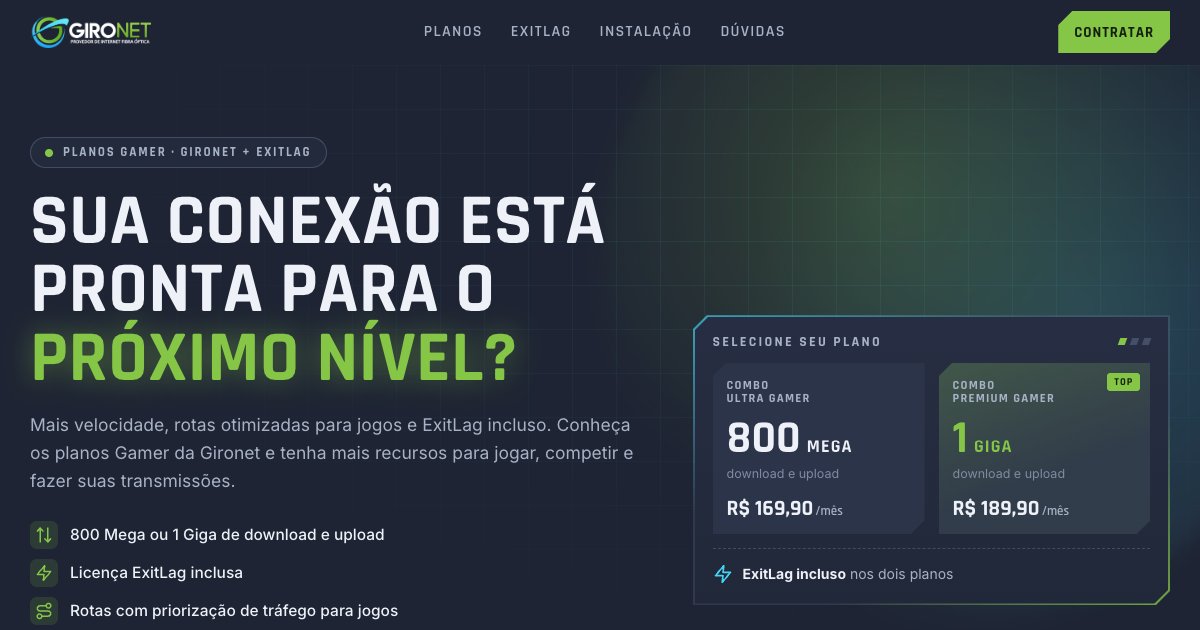 GIRONET
PROVEDOR DE INTERNET FIBRA ÓPTICA
PLANOS
EXITLAG
INSTALAÇÃO
DÚVIDAS
CONTRATAR
PLANOS GAMER · GIRONET + EXITLAG
SUA CONEXÃO ESTÁ
PRONTA PARA O
PRÓXIMO NÍVEL?
Mais velocidade, rotas otimizadas para jogos e ExitLag incluso. Conheça
os planos Gamer da Gironet e tenha mais recursos para jogar, competir e
fazer suas transmissões.
800 Mega ou 1 Giga de download e upload
Licença ExitLag inclusa
Rotas com priorização de tráfego para jogos
SELECIONE SEU PLANO
COMBO
ULTRA GAMER
800 MEGA
download e upload
R$ 169,90 /mês
COMBO
PREMIUM GAMER
TOP
1 GIGA
download e upload
R$ 189,90 /mês
ExitLag incluso nos dois planos